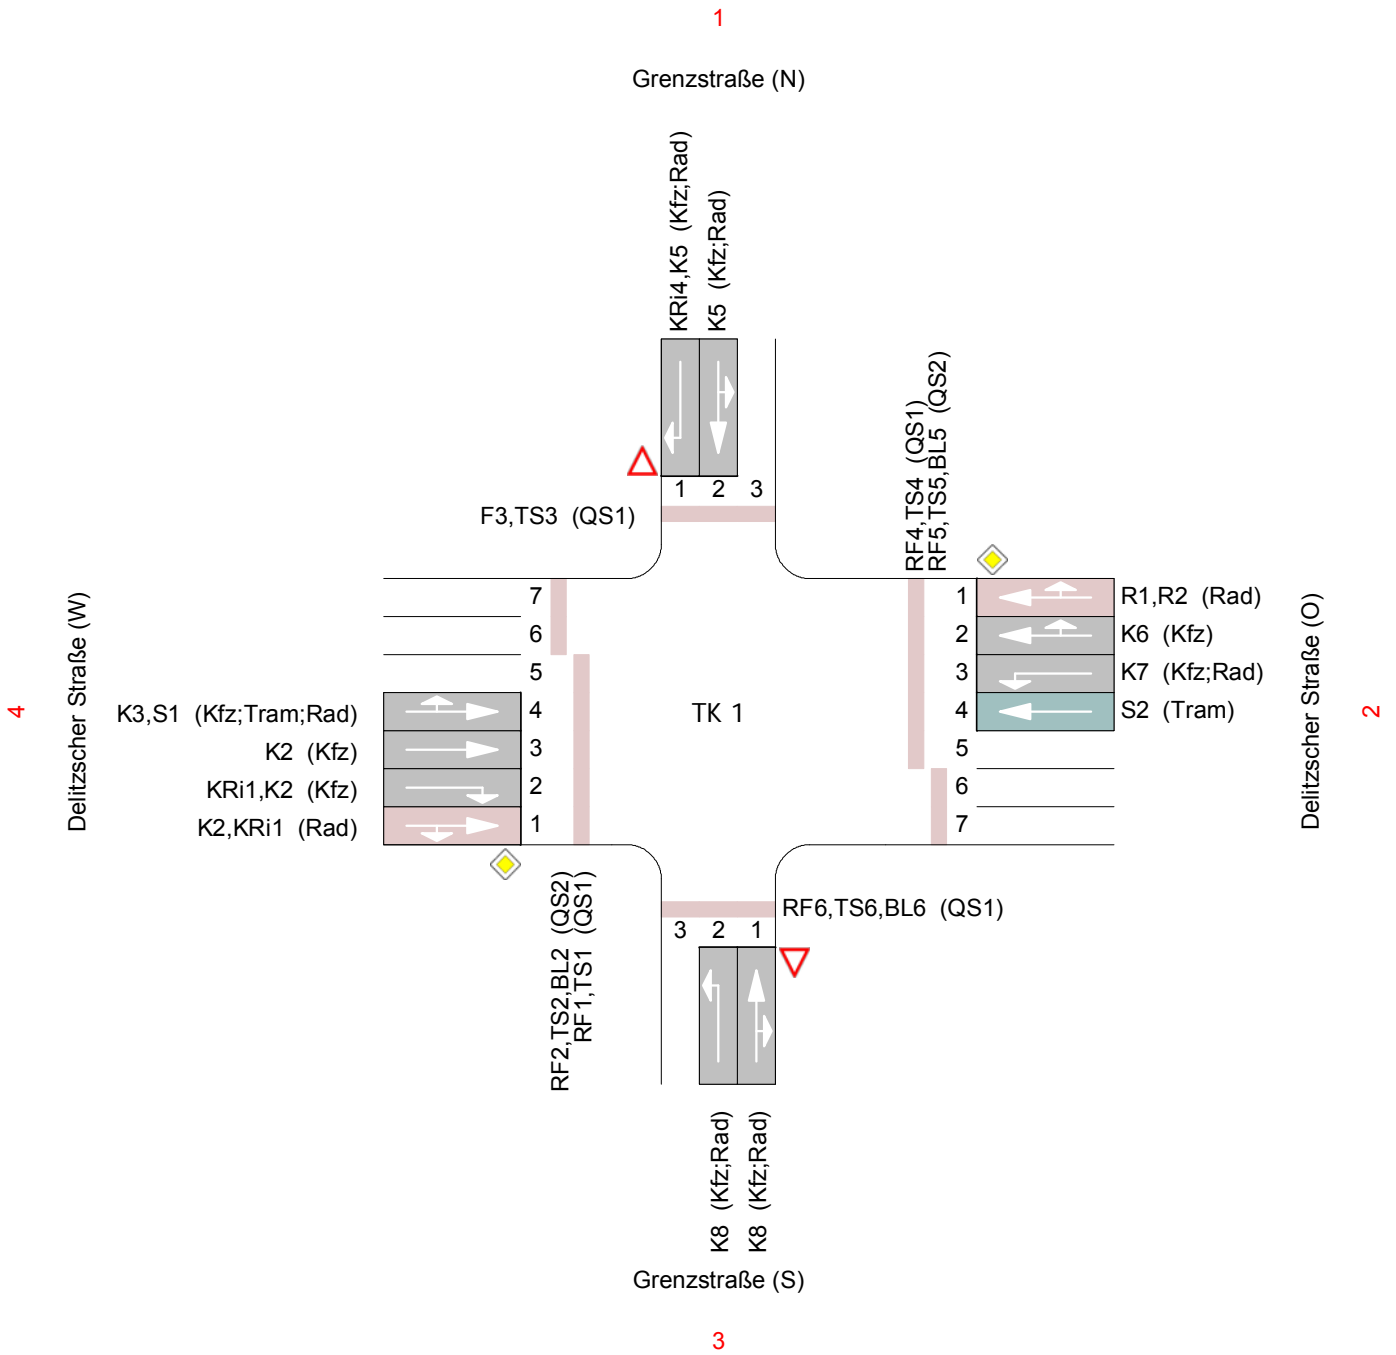 1
Grenzstraße (N)
KRi4,K5 (Kfz;Rad)
K5 (Kfz;Rad)
1 2 3
F3,TS3 (QS1)
RF4,TS4 (QS1)
RF5,TS5,BL5 (QS2)
Delitzscher Straße (W)
4
7
6
5
4
3
2
1
K3,S1 (Kfz;Tram;Rad)
K2 (Kfz)
KRi1,K2 (Kfz)
K2,KRi1 (Rad)
TK 1
1
2
3
4
5
6
7
R1,R2 (Rad)
K6 (Kfz)
K7 (Kfz;Rad)
S2 (Tram)
Delitzscher Straße (O)
2
RF2,TS2,BL2 (QS2)
RF1,TS1 (QS1)
RF6,TS6,BL6 (QS1)
3 2 1
K8 (Kfz;Rad)
K8 (Kfz;Rad)
Grenzstraße (S)
3